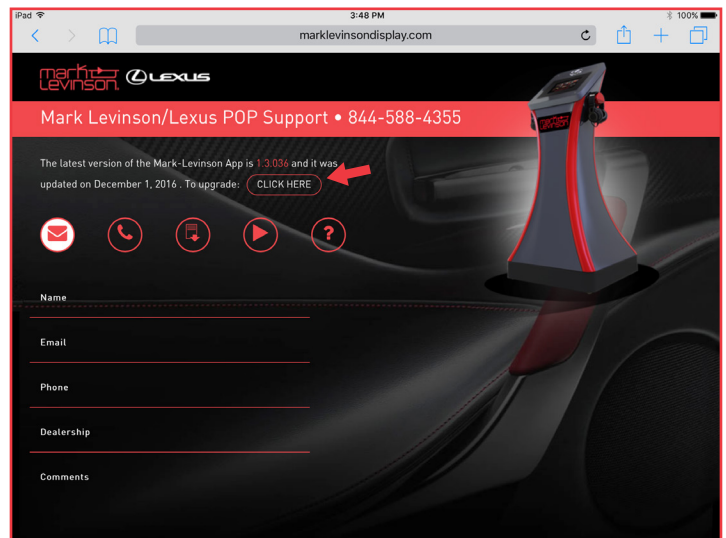 iPad 3:48 PM 100%
marklevinsondisplay.com
mark levinson LEXUS
Mark Levinson/Lexus POP Support • 844-588-4355
The latest version of the Mark-Levinson App is 1.3.036 and it was
updated on December 1, 2016 . To upgrade: CLICK HERE
?
Name
Email
Phone
Dealership
Comments